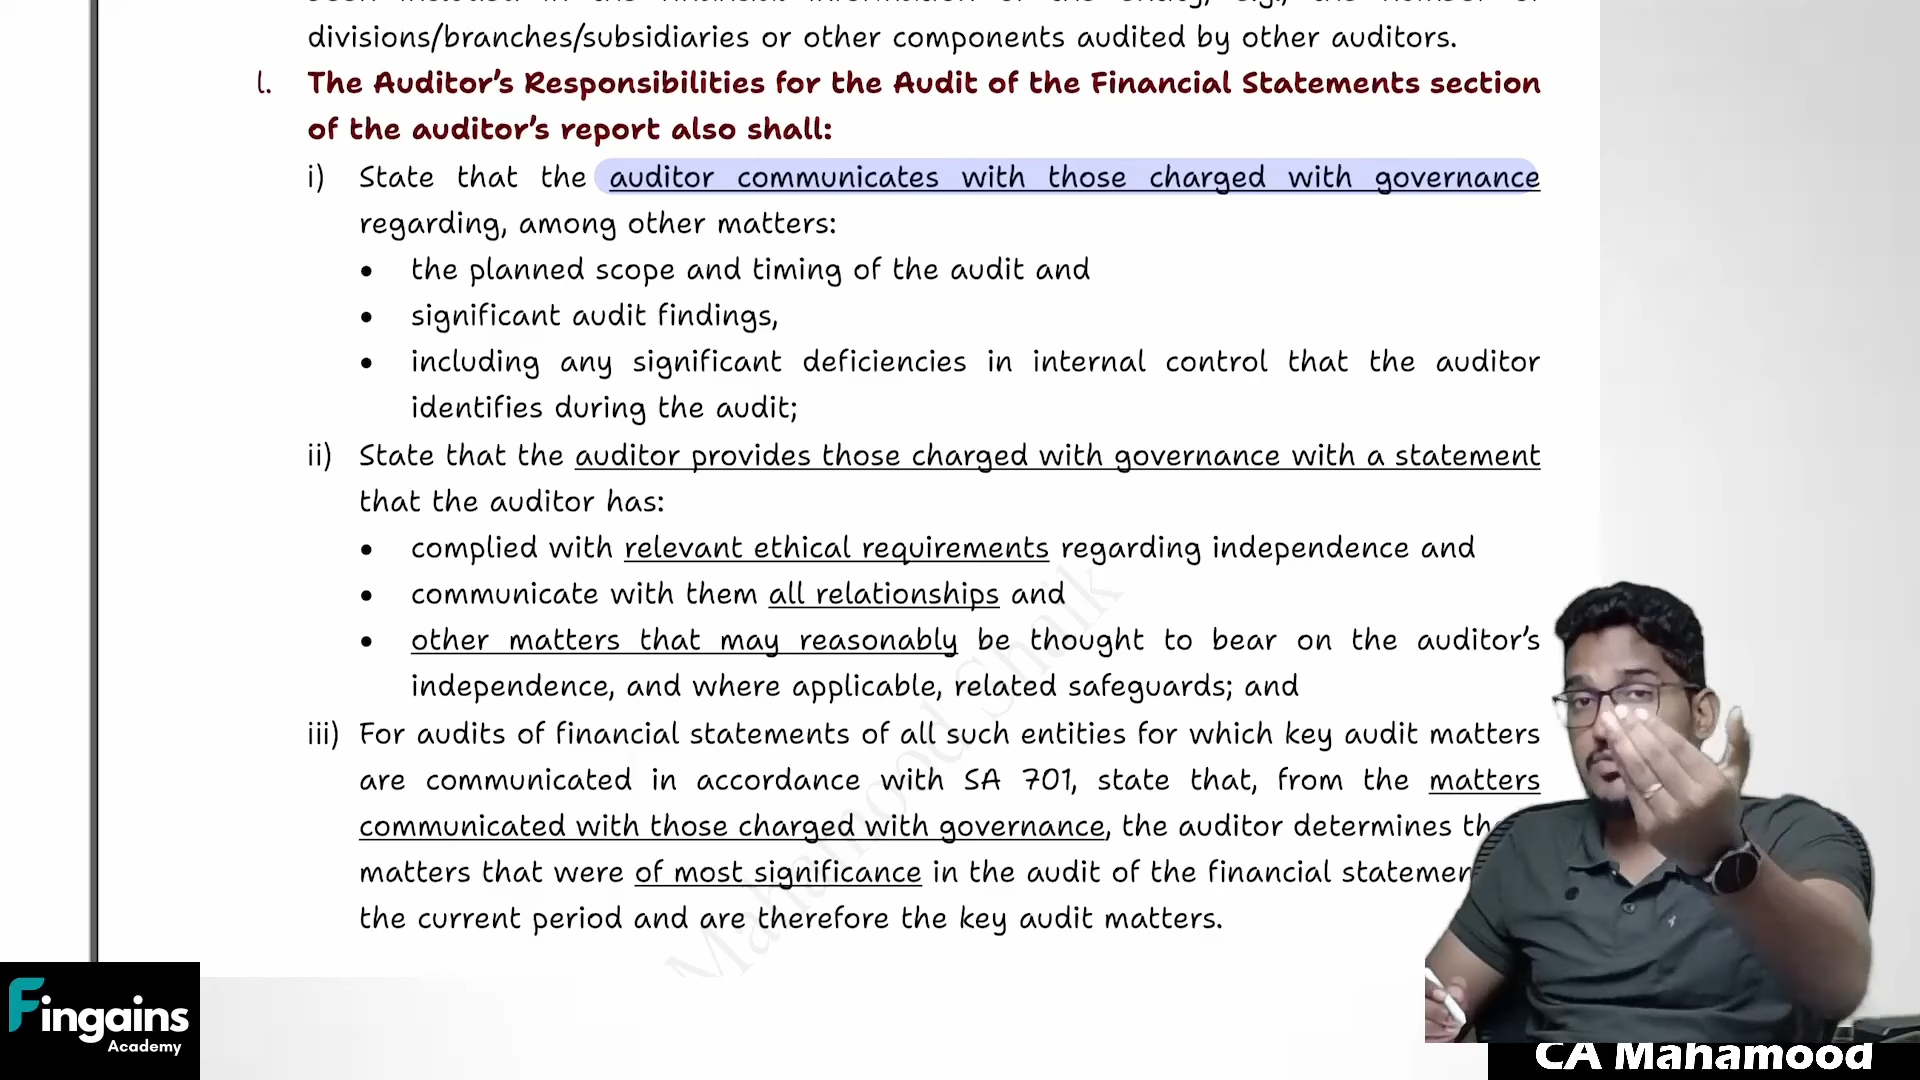 divisions/branches/subsidiaries or other components audited by other auditors.
l. The Auditor's Responsibilities for the Audit of the Financial Statements section
of the auditor's report also shall:
i) State that the auditor communicates with those charged with governance
regarding, among other matters:
• the planned scope and timing of the audit and
• significant audit findings,
• including any significant deficiencies in internal control that the auditor
identifies during the audit;
ii) State that the auditor provides those charged with governance with a statement
that the auditor has:
• complied with relevant ethical requirements regarding independence and
• communicate with them all relationships and
• other matters that may reasonably be thought to bear on the auditor's
independence, and where applicable, related safeguards; and
iii) For audits of financial statements of all such entities for which key audit matters
are communicated in accordance with SA 701, state that, from the matters
communicated with those charged with governance, the auditor determines
matters that were of most significance in the audit of the financial
the current period and are therefore the key audit matters.
Mahamood Shaik
Fingains
Academy
CA Mahamood